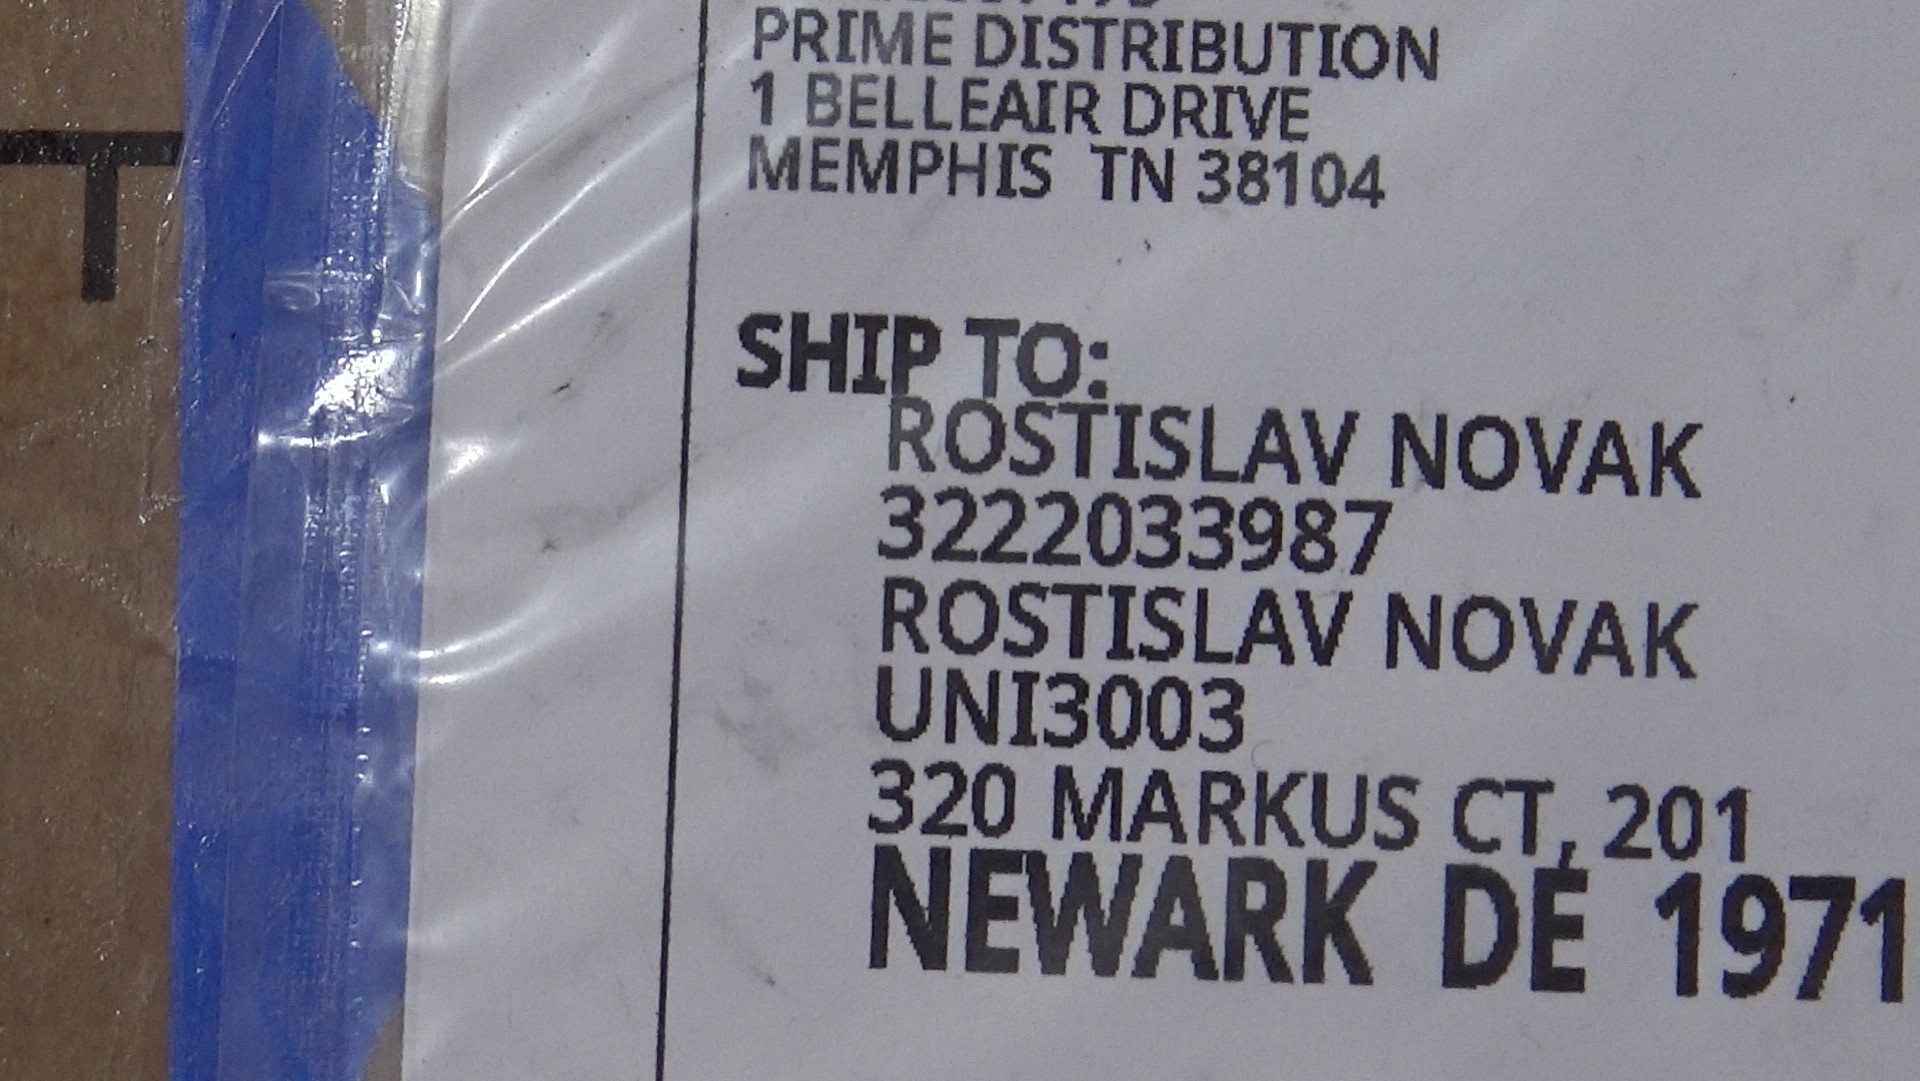 PRIME DISTRIBUTION
1 BELLEAIR DRIVE
MEMPHIS TN 38104
SHIP TO:
ROSTISLAV NOVAK
3222033987
ROSTISLAV NOVAK
UNI3003
320 MARKUS CT, 201
NEWARK DE 1971
T